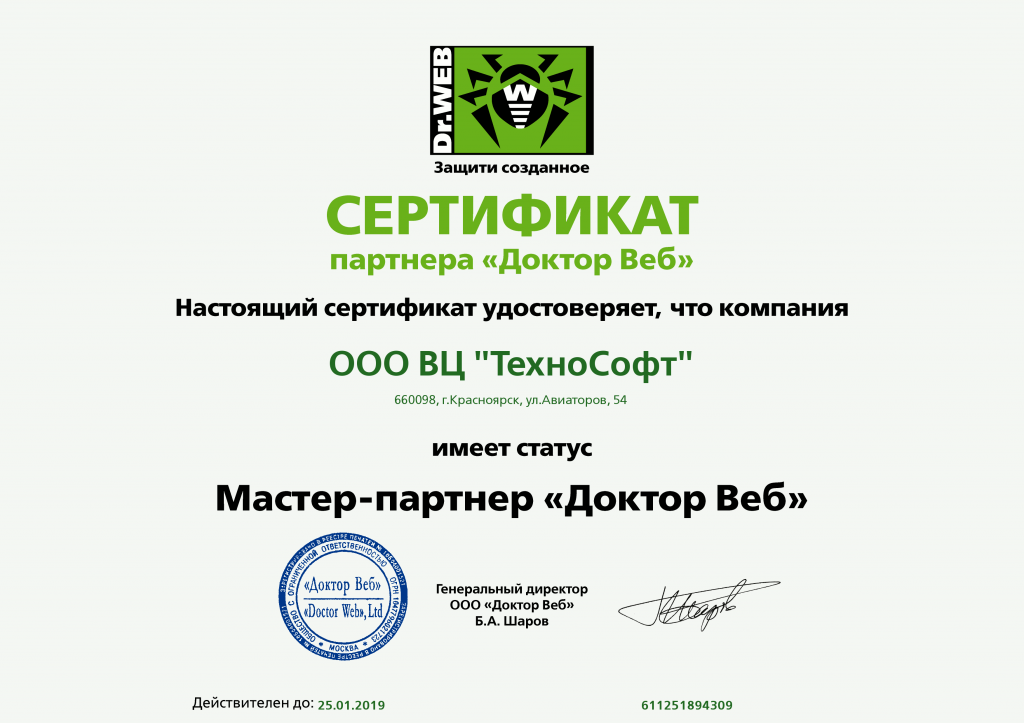 Dr.WEB
Защити созданное
СЕРТИФИКАТ
партнера «Доктор Веб»
Настоящий сертификат удостоверяет, что компания
ООО ВЦ "ТехноСофт"
660098, г.Красноярск, ул.Авиаторов, 54
имеет статус
Мастер-партнер «Доктор Веб»
ОБЩЕСТВО С ОГРАНИЧЕННОЙ ОТВЕТСТВЕННОСТЬЮ
«Доктор Веб»
«Doctor Web», Ltd
МОСКВА
Генеральный директор
ООО «Доктор Веб»
Б.А. Шаров
Действителен до: 25.01.2019
611251894309